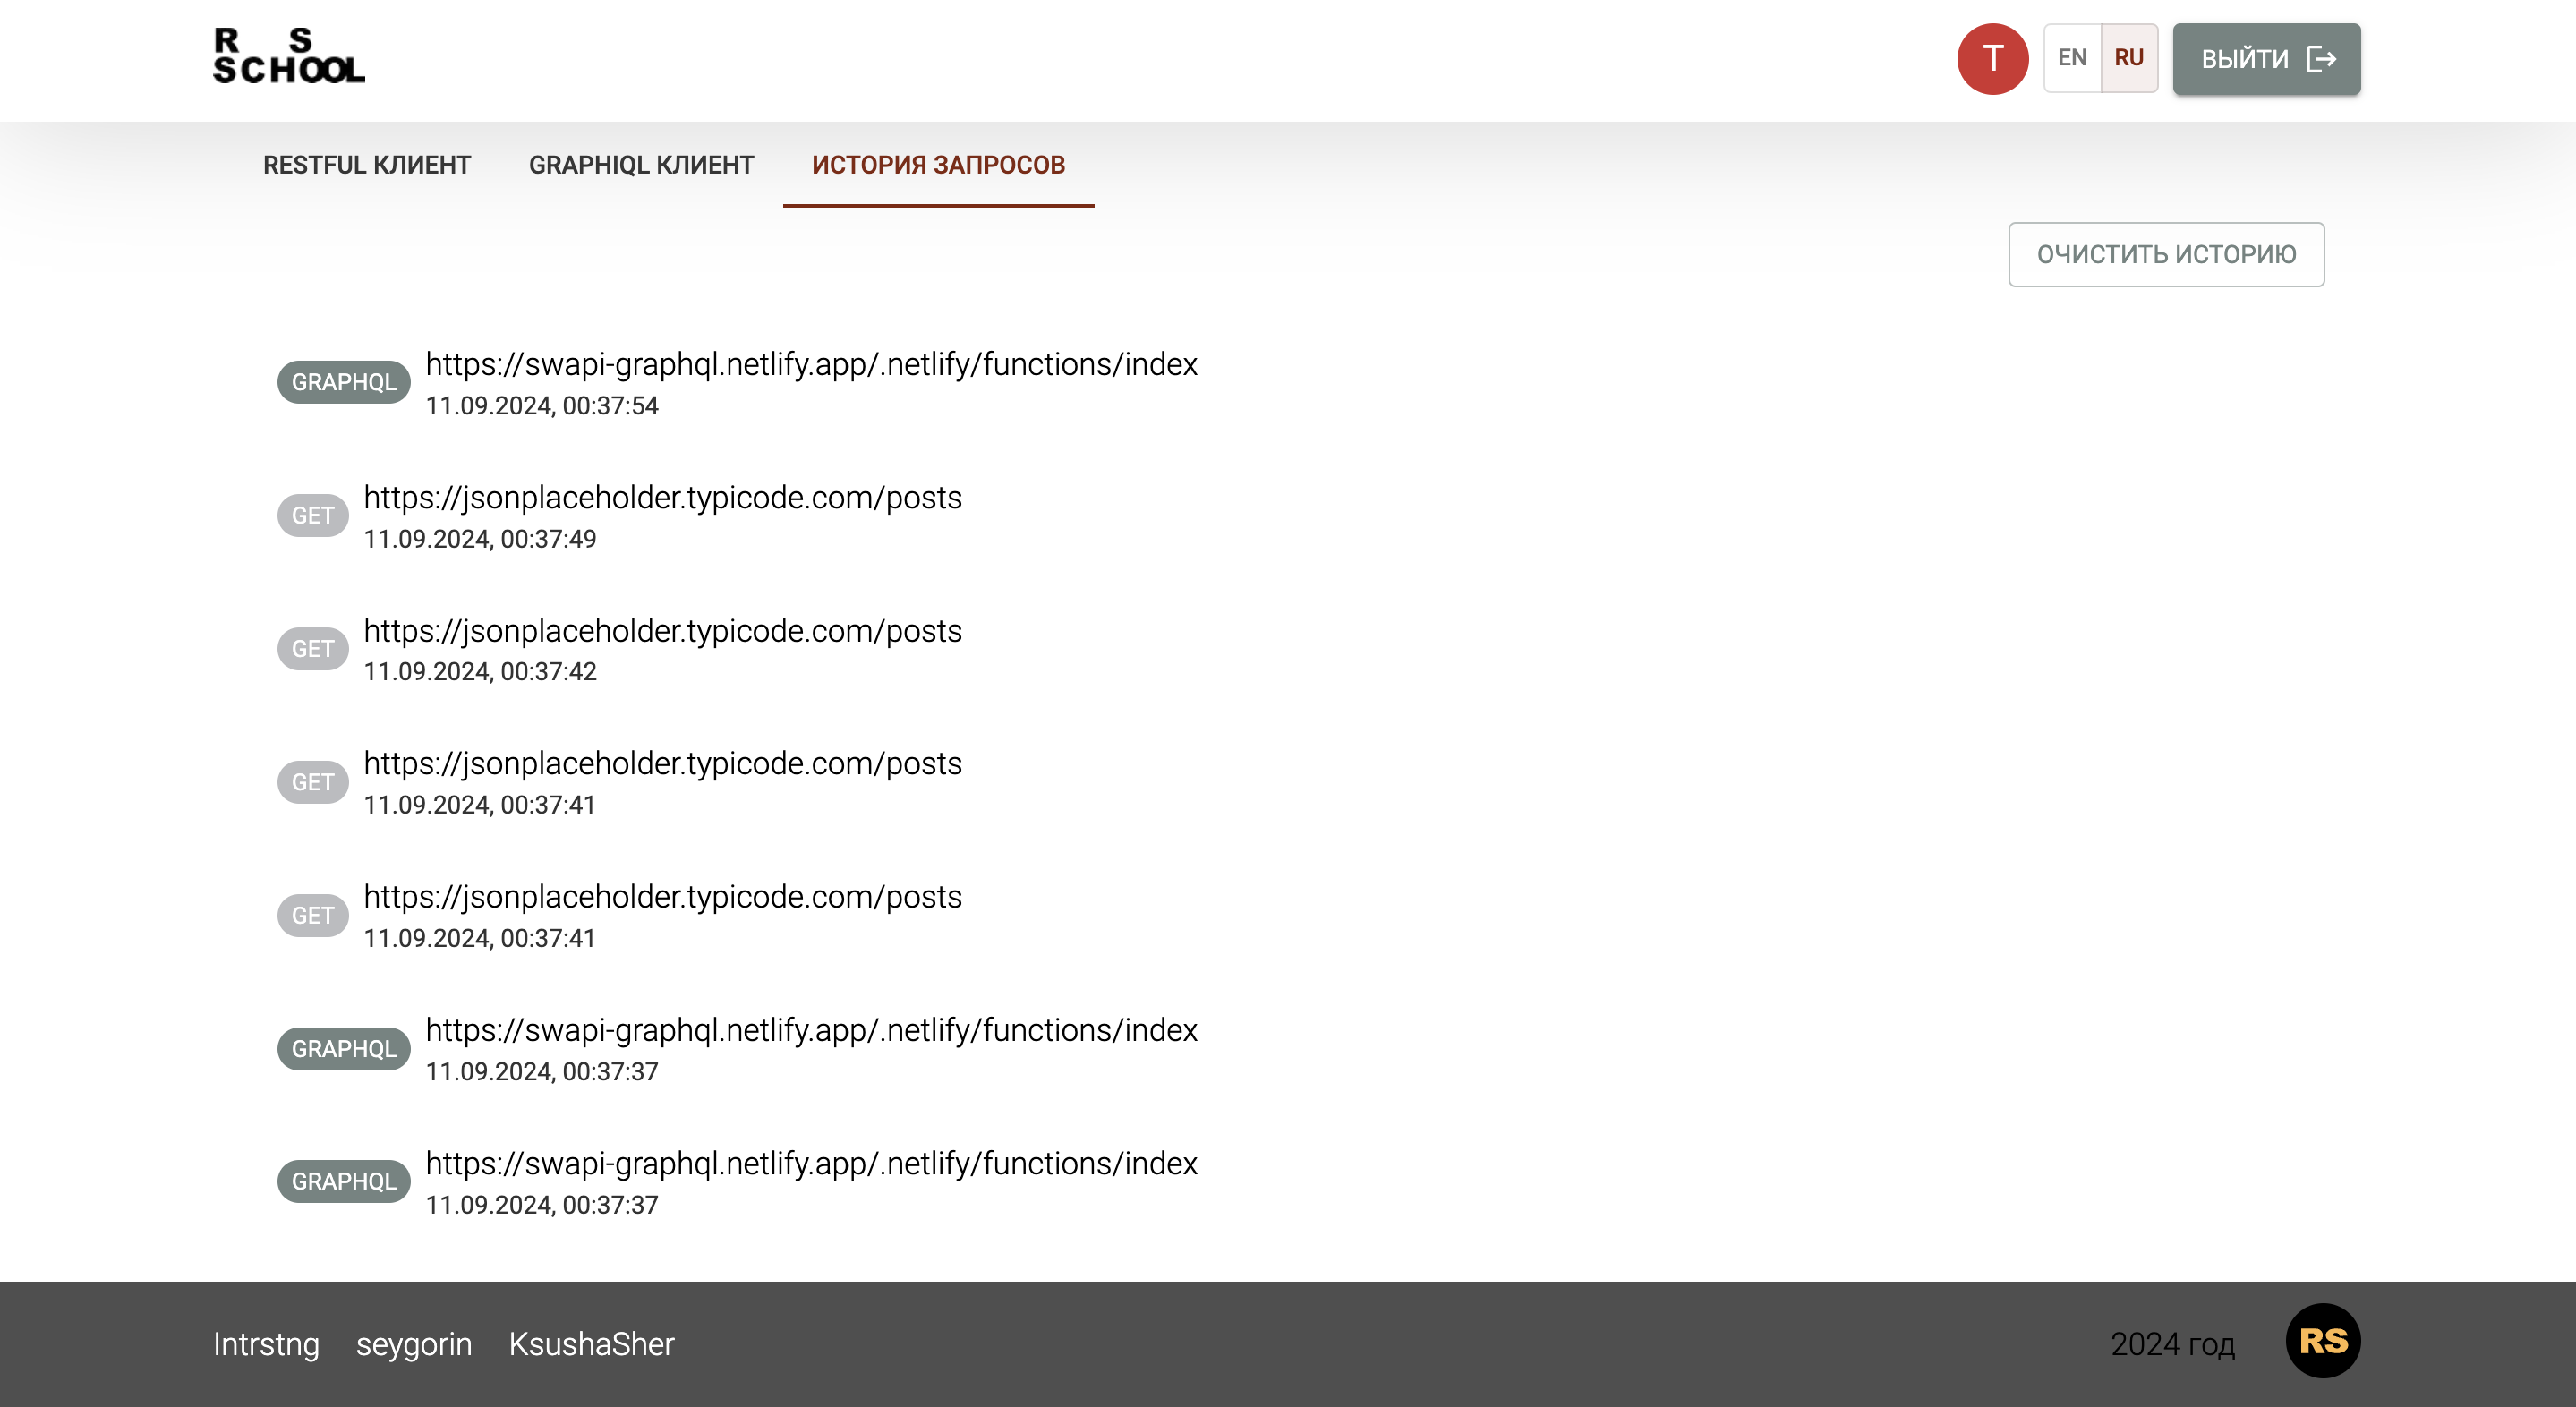 R S
SCHOOL
T EN RU ВЫЙТИ
RESTFUL КЛИЕНТ GRAPHIQL КЛИЕНТ ИСТОРИЯ ЗАПРОСОВ
ОЧИСТИТЬ ИСТОРИЮ
GRAPHQL https://swapi-graphql.netlify.app/.netlify/functions/index
11.09.2024, 00:37:54
GET https://jsonplaceholder.typicode.com/posts
11.09.2024, 00:37:49
GET https://jsonplaceholder.typicode.com/posts
11.09.2024, 00:37:42
GET https://jsonplaceholder.typicode.com/posts
11.09.2024, 00:37:41
GET https://jsonplaceholder.typicode.com/posts
11.09.2024, 00:37:41
GRAPHQL https://swapi-graphql.netlify.app/.netlify/functions/index
11.09.2024, 00:37:37
GRAPHQL https://swapi-graphql.netlify.app/.netlify/functions/index
11.09.2024, 00:37:37
Intrstng seygorin KsushaSher 2024 год RS